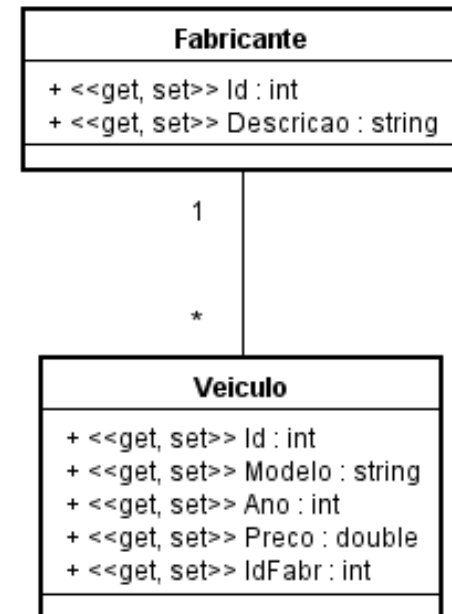 Fabricante
+ <<get, set>> Id : int
+ <<get, set>> Descricao : string
1
*
Veiculo
+ <<get, set>> Id : int
+ <<get, set>> Modelo : string
+ <<get, set>> Ano : int
+ <<get, set>> Preco : double
+ <<get, set>> IdFabr : int